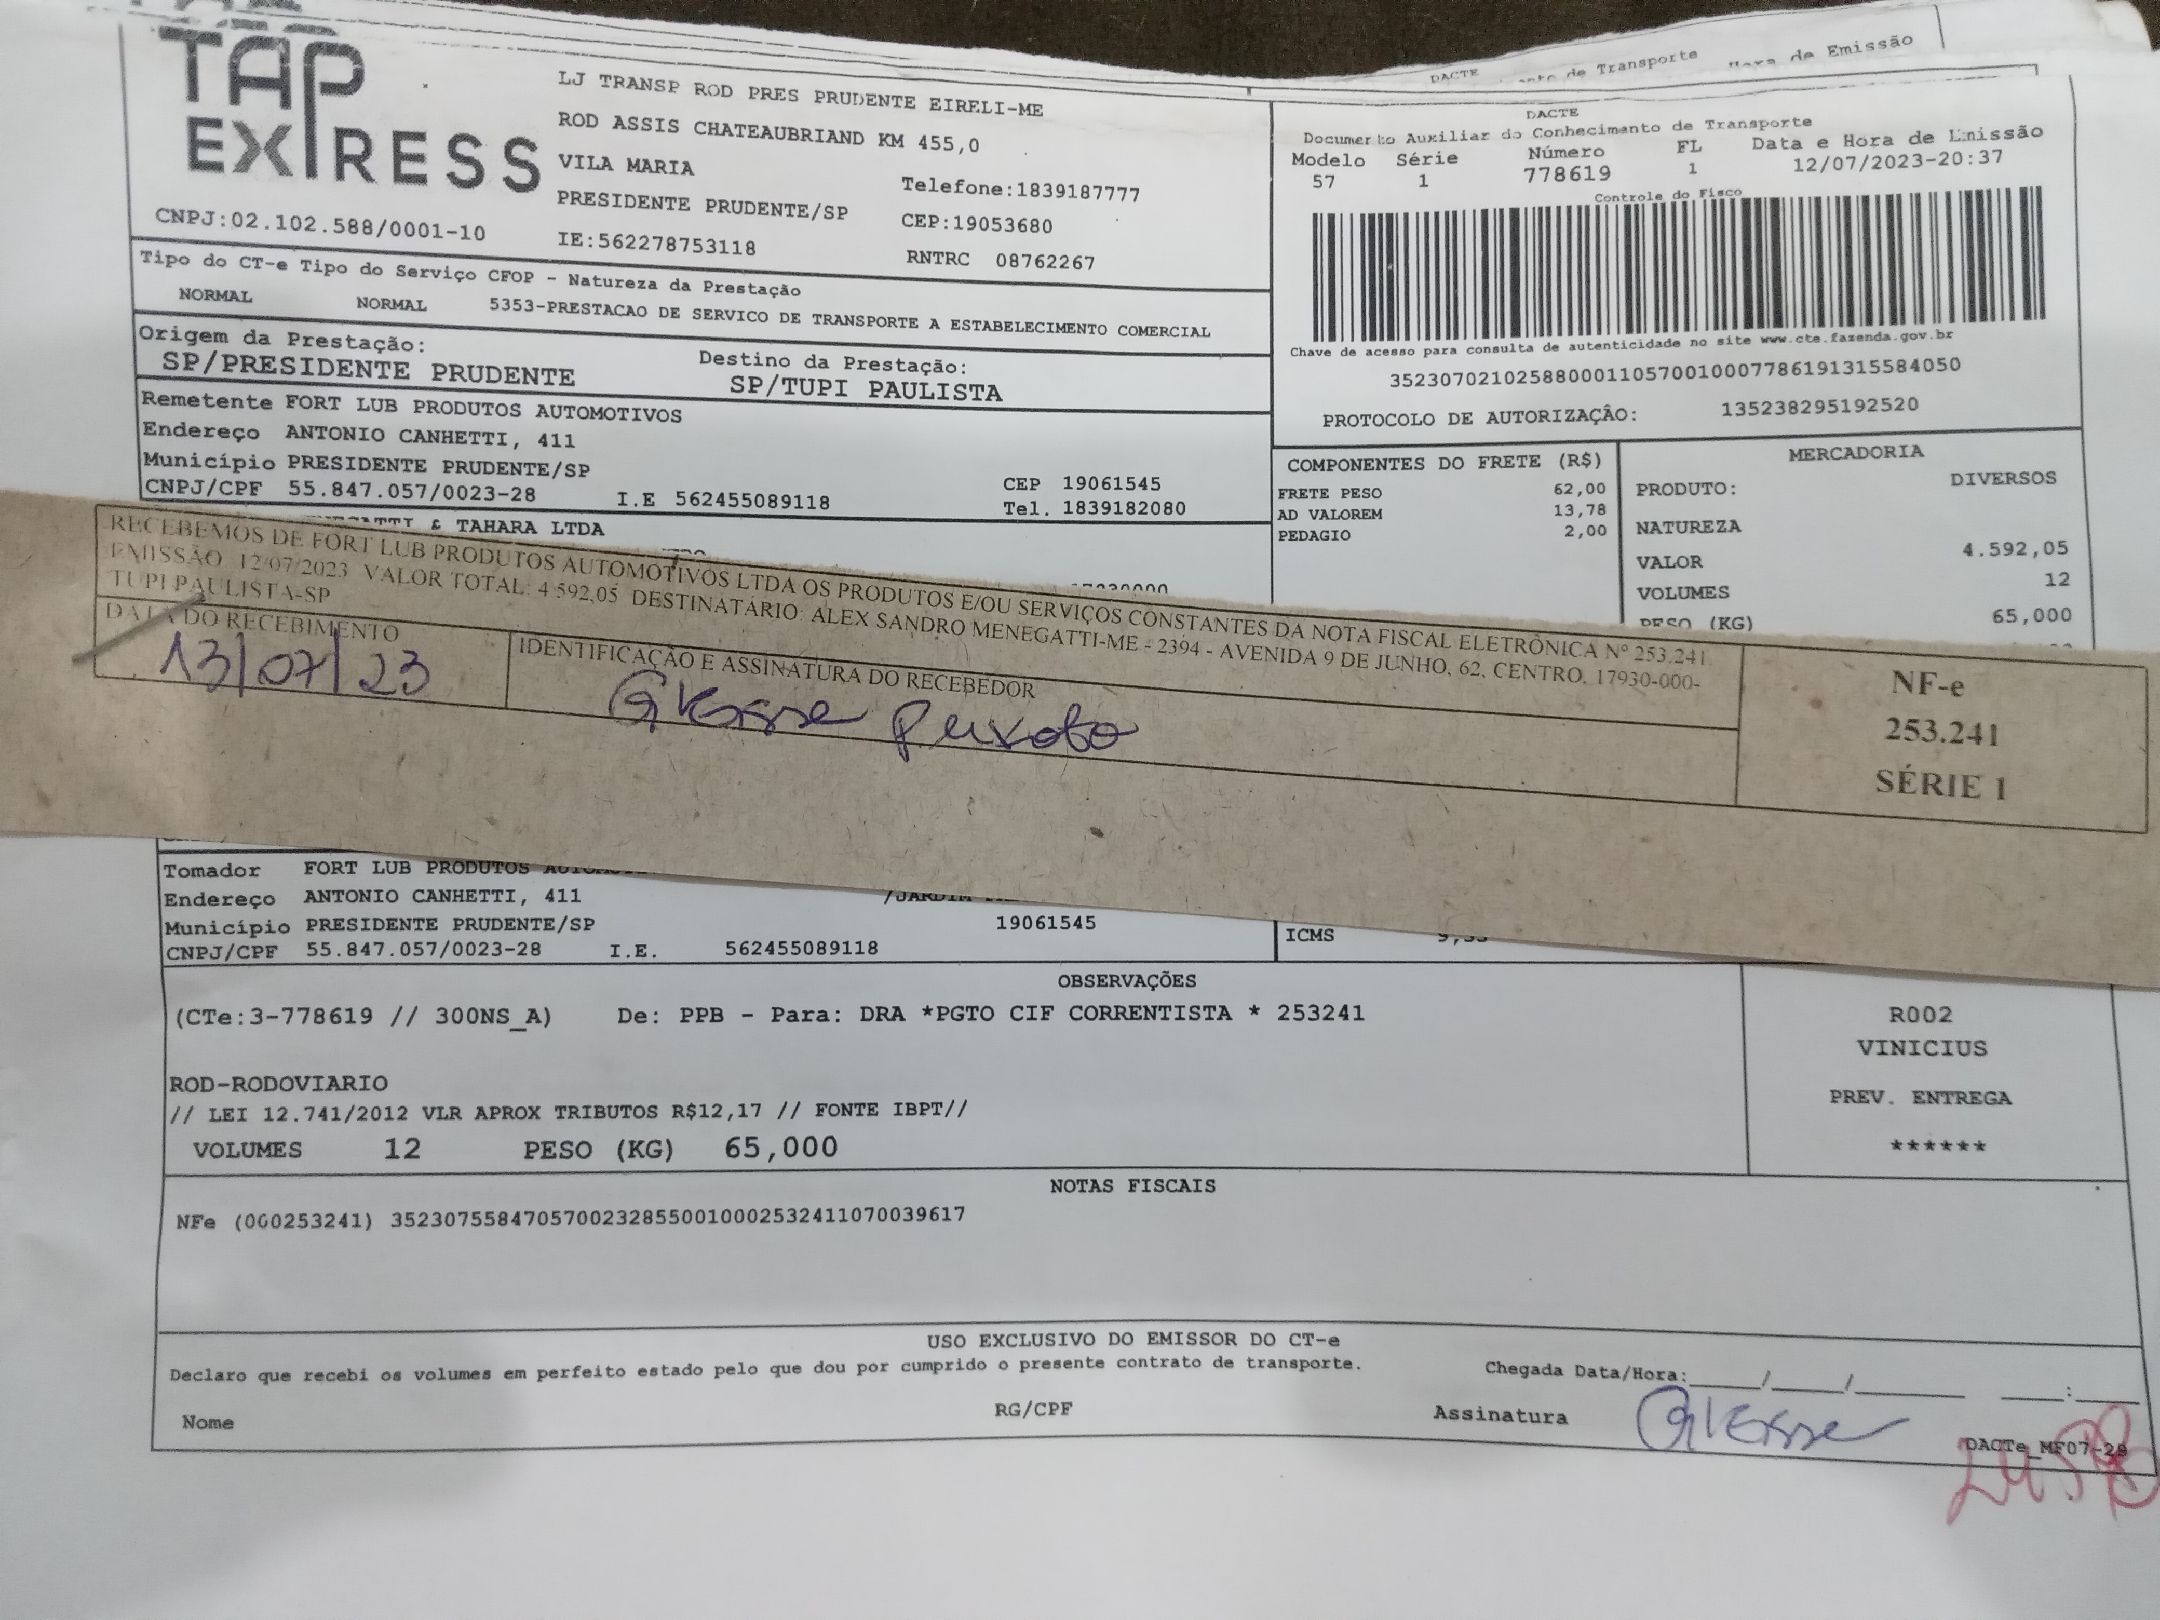 DACTE
de Transporte
de Emissão
TAP
EXPRESS
CNPJ:02.102.588/0001-10
LJ TRANSP ROD PRES PRUDENTE EIRELI-ME
ROD ASSIS CHATEAUBRIAND KM 455,0
VILA MARIA
Telefone:1839187777
PRESIDENTE PRUDENTE/SP
CEP:19053680
IE:562278753118
RNTRC 08762267
DACTE
Documento Auxiliar do Conhecimento de Transporte
Modelo Série Número FL Data e Hora de Emissão
57 1 778619 1 12/07/2023-20:37
Controle do Fisco
Chave de acesso para consulta de autenticidade no site www.cte.fazenda.gov.br
35230702102588000110570010007786191315584050
PROTOCOLO DE AUTORIZAÇÃO: 135238295192520
Tipo do CT-e Tipo do Serviço CFOP - Natureza da Prestação
NORMAL NORMAL 5353-PRESTACAO DE SERVICO DE TRANSPORTE A ESTABELECIMENTO COMERCIAL
Origem da Prestação: Destino da Prestação:
SP/PRESIDENTE PRUDENTE SP/TUPI PAULISTA
Remetente FORT LUB PRODUTOS AUTOMOTIVOS
Endereço ANTONIO CANHETTI, 411
Município PRESIDENTE PRUDENTE/SP CEP 19061545
CNPJ/CPF 55.847.057/0023-28 I.E 562455089118 Tel. 1839182080
& TAHARA LTDA
COMPONENTES DO FRETE (R$)
FRETE PESO 62,00
AD VALOREM 13,78
PEDAGIO 2,00
MERCADORIA
PRODUTO: DIVERSOS
NATUREZA
VALOR 4.592,05
VOLUMES 12
PESO (KG) 65,000
RECEBEMOS DE FORT LUB PRODUTOS AUTOMOTIVOS LTDA OS PRODUTOS E/OU SERVIÇOS CONSTANTES DA NOTA FISCAL ELETRÔNICA Nº 253.241
EMISSÃO 12/07/2023 VALOR TOTAL: 4.592,05 DESTINATÁRIO: ALEX SANDRO MENEGATTI-ME - 2394 - AVENIDA 9 DE JUNHO, 62, CENTRO, 17930-000-
TUPI PAULISTA-SP
DATA DO RECEBIMENTO
13/07/23
IDENTIFICAÇÃO E ASSINATURA DO RECEBEDOR
NF-e
253.241
SÉRIE 1
Tomador FORT LUB PRODUTOS
Endereço ANTONIO CANHETTI, 411
Município PRESIDENTE PRUDENTE/SP 19061545
CNPJ/CPF 55.847.057/0023-28 I.E. 562455089118
ICMS
OBSERVAÇÕES
(CTe:3-778619 // 300NS_A) De: PPB - Para: DRA *PGTO CIF CORRENTISTA * 253241
ROD-RODOVIARIO
// LEI 12.741/2012 VLR APROX TRIBUTOS R$12,17 // FONTE IBPT//
VOLUMES 12 PESO (KG) 65,000
R002
VINICIUS
PREV. ENTREGA
******
NOTAS FISCAIS
NFe (000253241) 35230755847057002328550010002532411070039617
USO EXCLUSIVO DO EMISSOR DO CT-e
Declaro que recebi os volumes em perfeito estado pelo que dou por cumprido o presente contrato de transporte.
Chegada Data/Hora:____/____/______ ____:____
Nome RG/CPF Assinatura